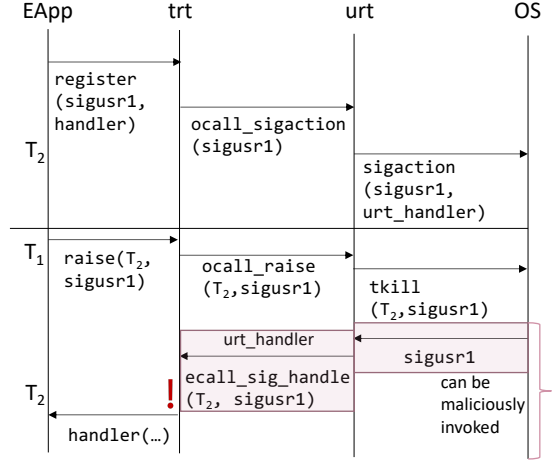 EApp trt urt OS
register
(sigusr1,
handler)
ocall_sigaction
(sigusr1)
T2
sigaction
(sigusr1,
urt_handler)
T1
raise(T2,
sigusr1)
ocall_raise
(T2,sigusr1)
tkill
(T2,sigusr1)
urt_handler
sigusr1
ecall_sig_handle
(T2, sigusr1)
T2
!
can be
maliciously
invoked
handler(…)